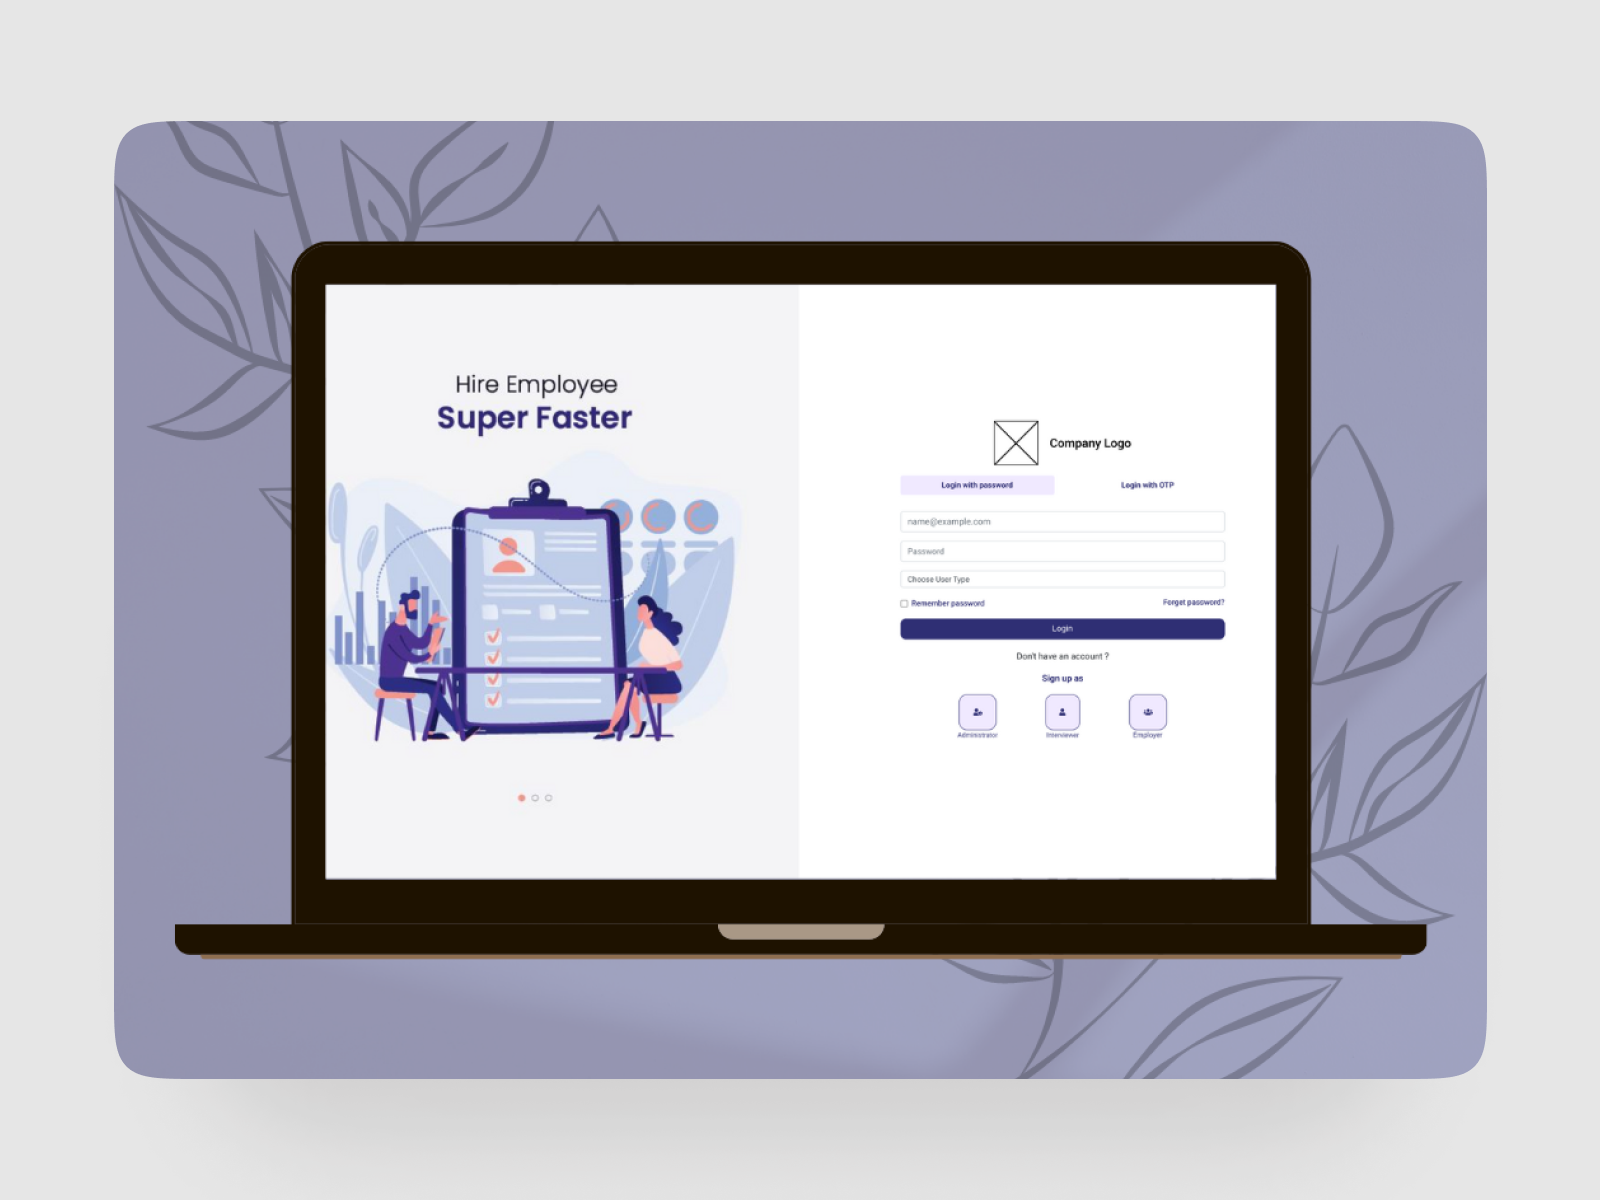 Hire Employee
Super Faster
Company Logo
Login with password
Login with OTP
name@example.com
Password
Choose User Type
Remember password
Forget password?
Login
Don't have an account ?
Sign up as
Administrator
Interviewer
Employer